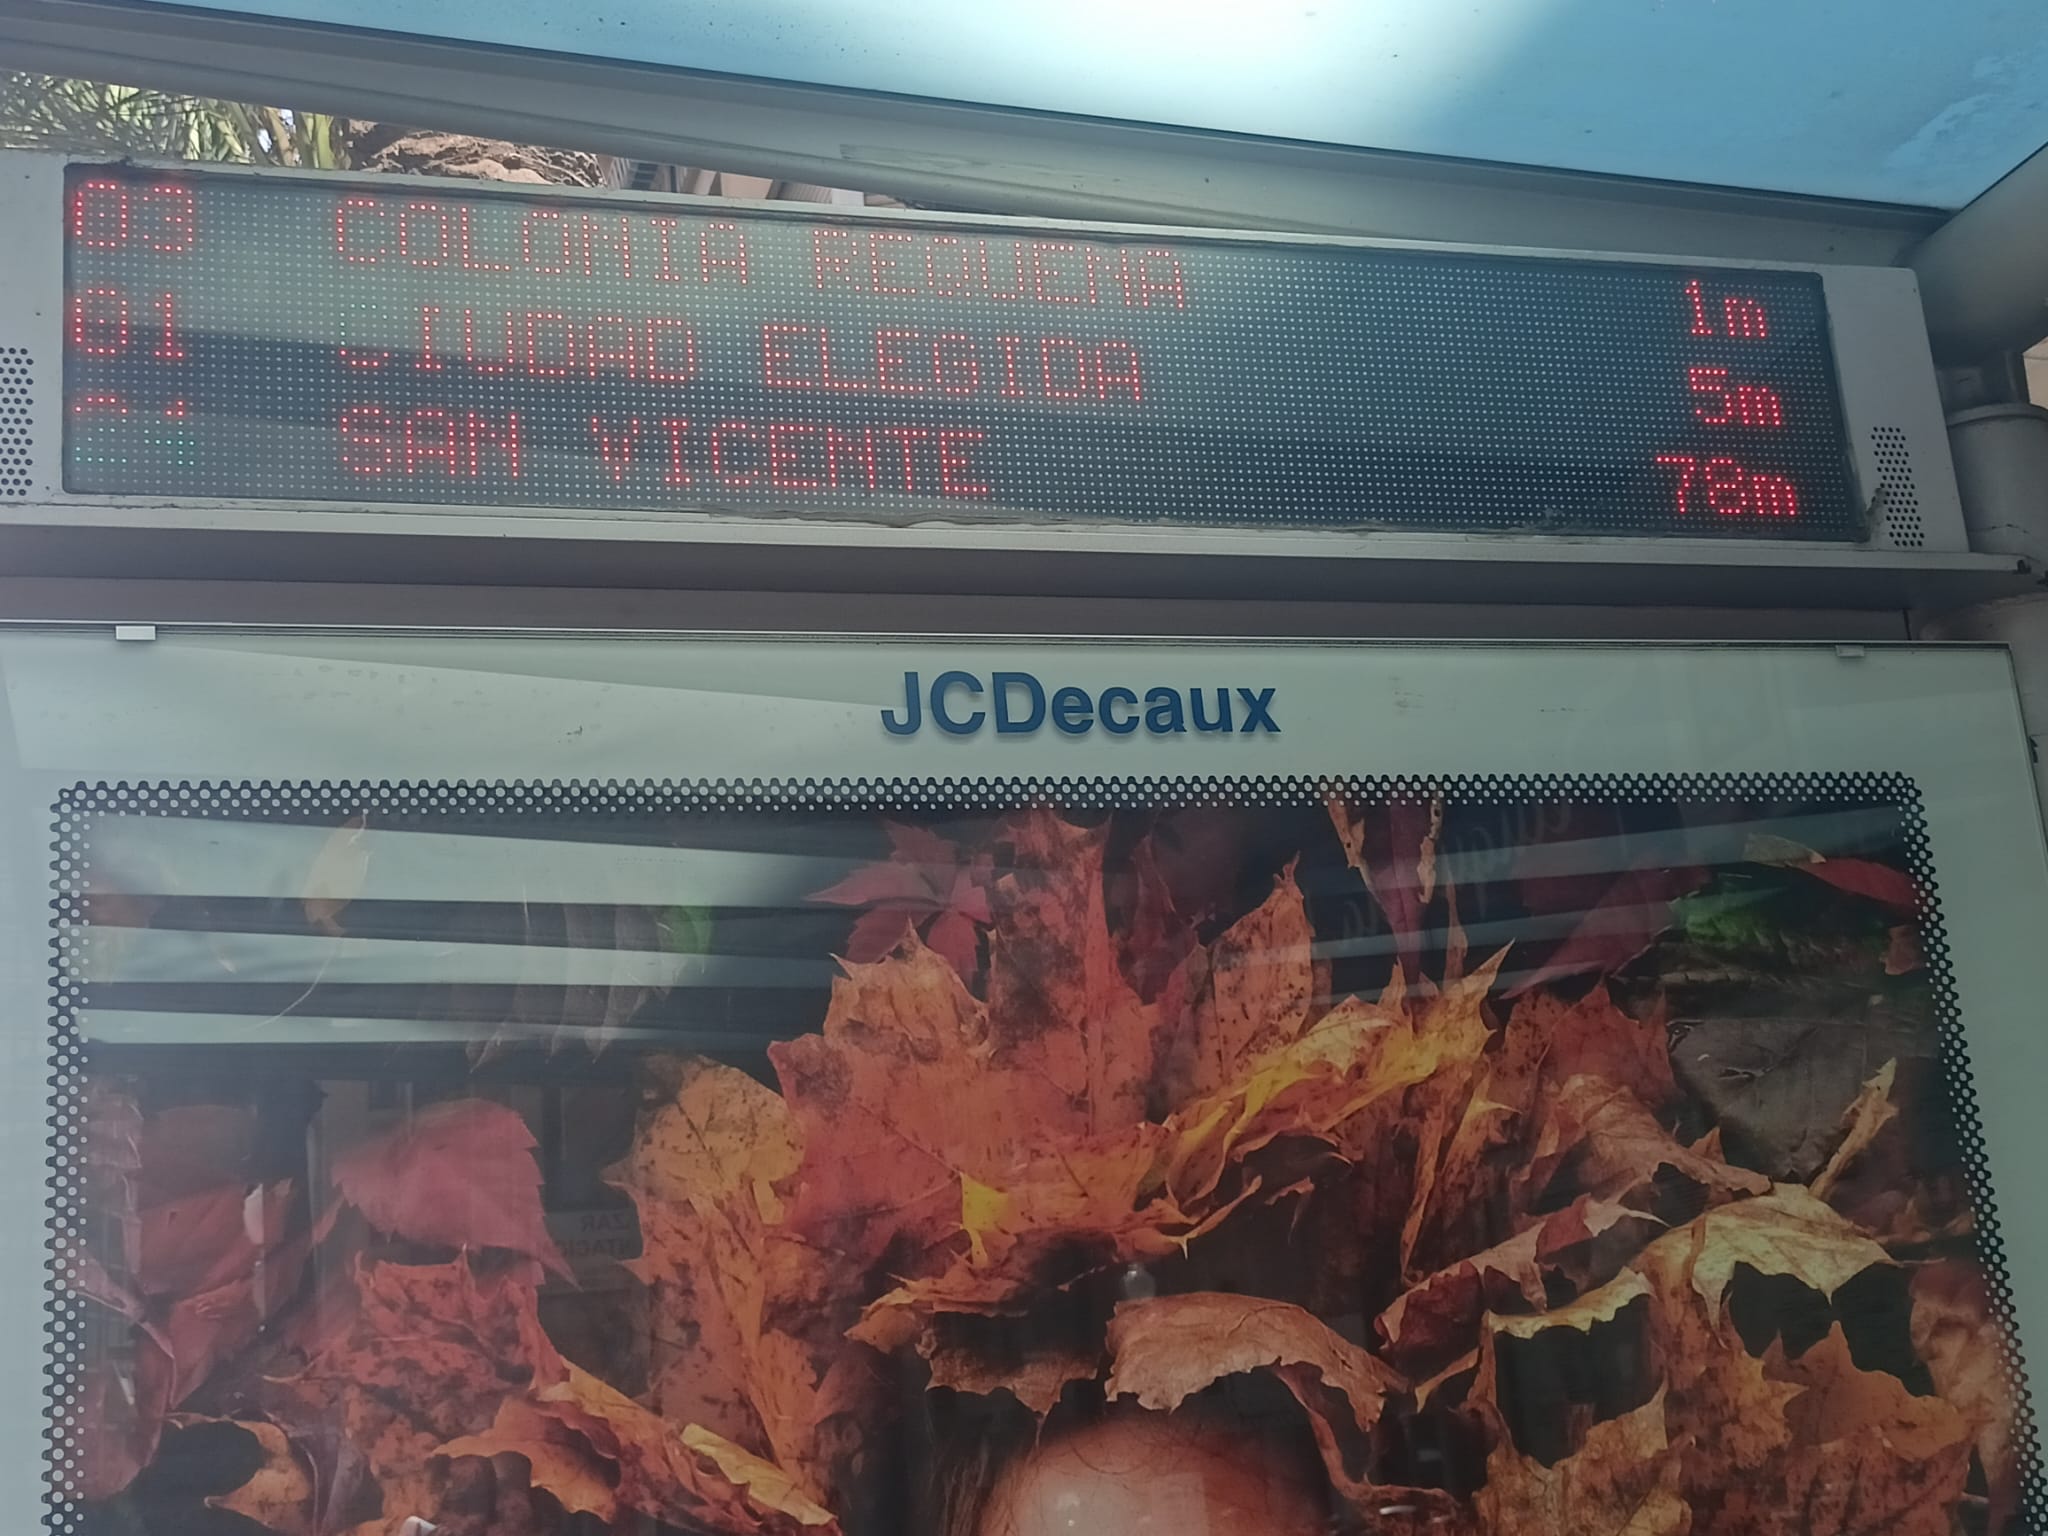 03 COLONIA REQUENA 1m
01 CIUDAD ELEGIDA 5m
SAN VICENTE 78m
JCDecaux